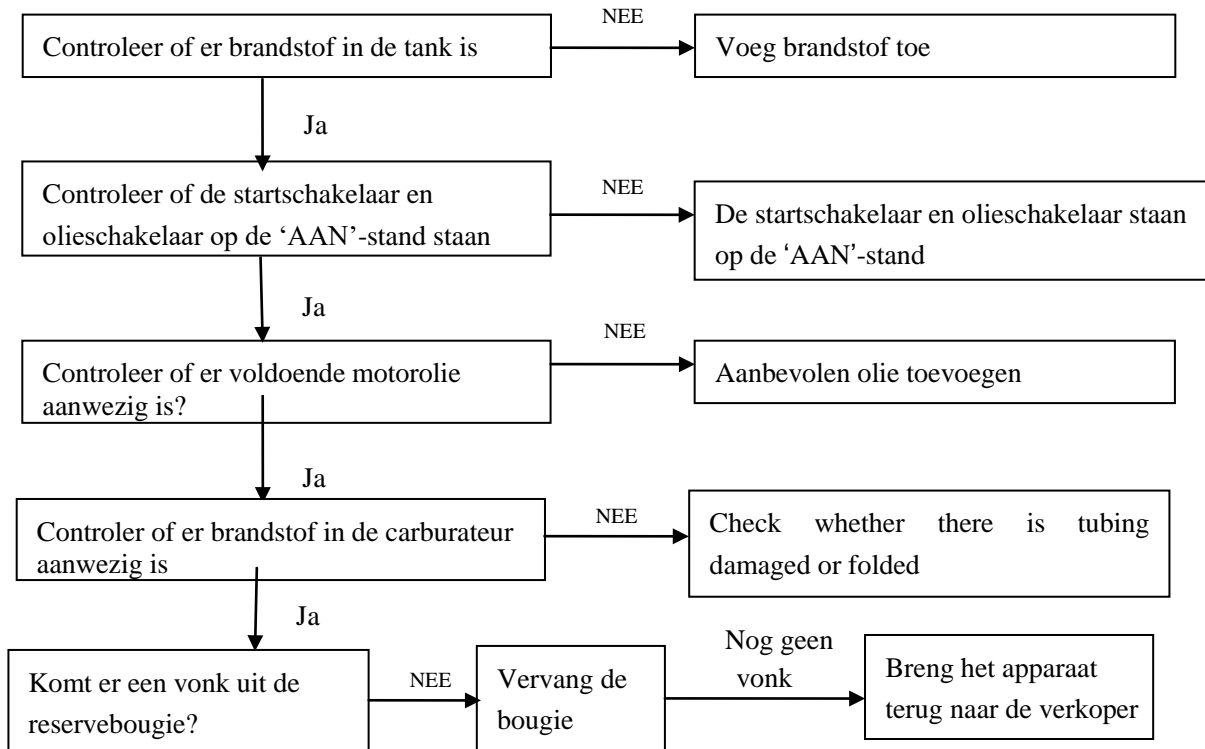 NEE
Controleer of er brandstof in de tank is
Voeg brandstof toe
Ja
Controleer of de startschakelaar en
olieschakelaar op de ‘AAN’-stand staan
NEE
De startschakelaar en olieschakelaar staan
op de ‘AAN’-stand
Ja
Controleer of er voldoende motorolie
aanwezig is?
NEE
Aanbevolen olie toevoegen
Ja
Controler of er brandstof in de carburateur
aanwezig is
NEE
Check whether there is tubing
damaged or folded
Ja
Komt er een vonk uit de
reservebougie?
NEE
Vervang de
bougie
Nog geen
vonk
Breng het apparaat
terug naar de verkoper